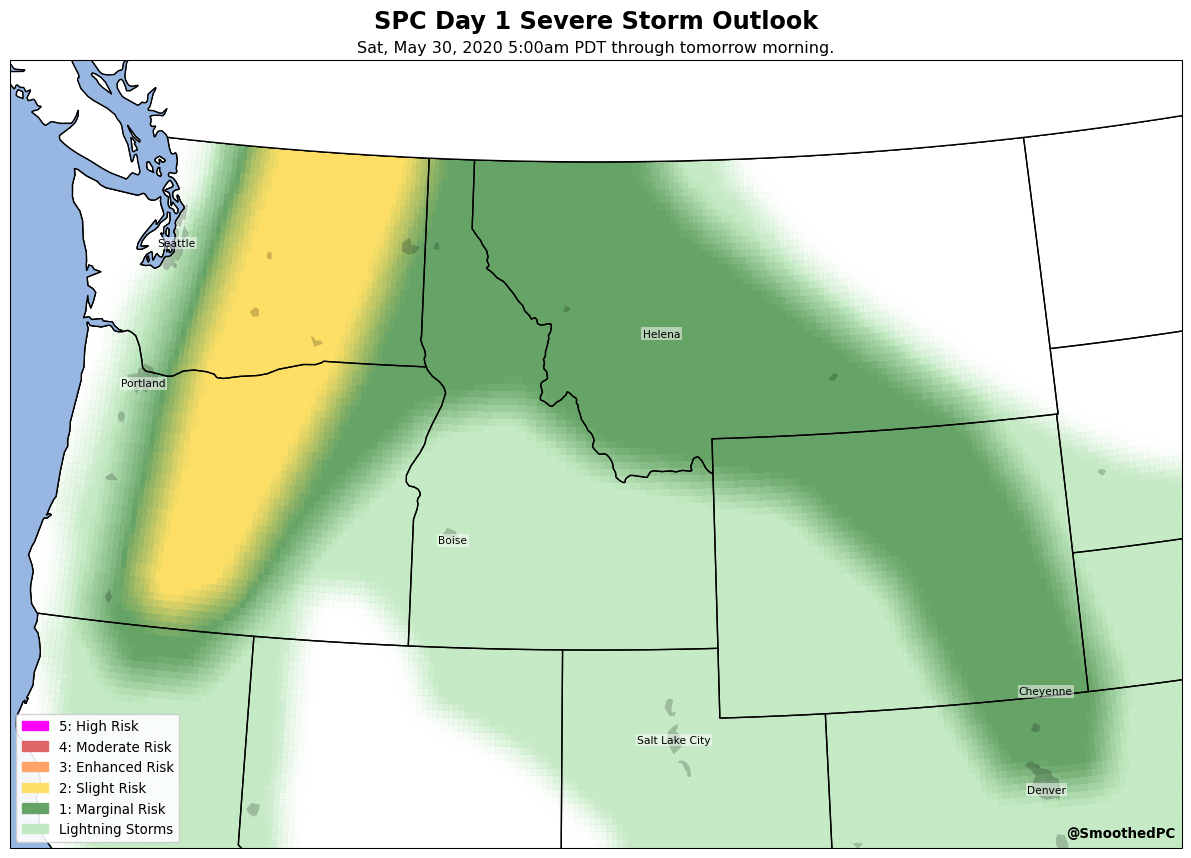 SPC Day 1 Severe Storm Outlook
Sat, May 30, 2020 5:00am PDT through tomorrow morning.
Seattle
Helena
Portland
Boise
Cheyenne
Salt Lake City
Denver
5: High Risk
4: Moderate Risk
3: Enhanced Risk
2: Slight Risk
1: Marginal Risk
Lightning Storms
@SmoothedPC